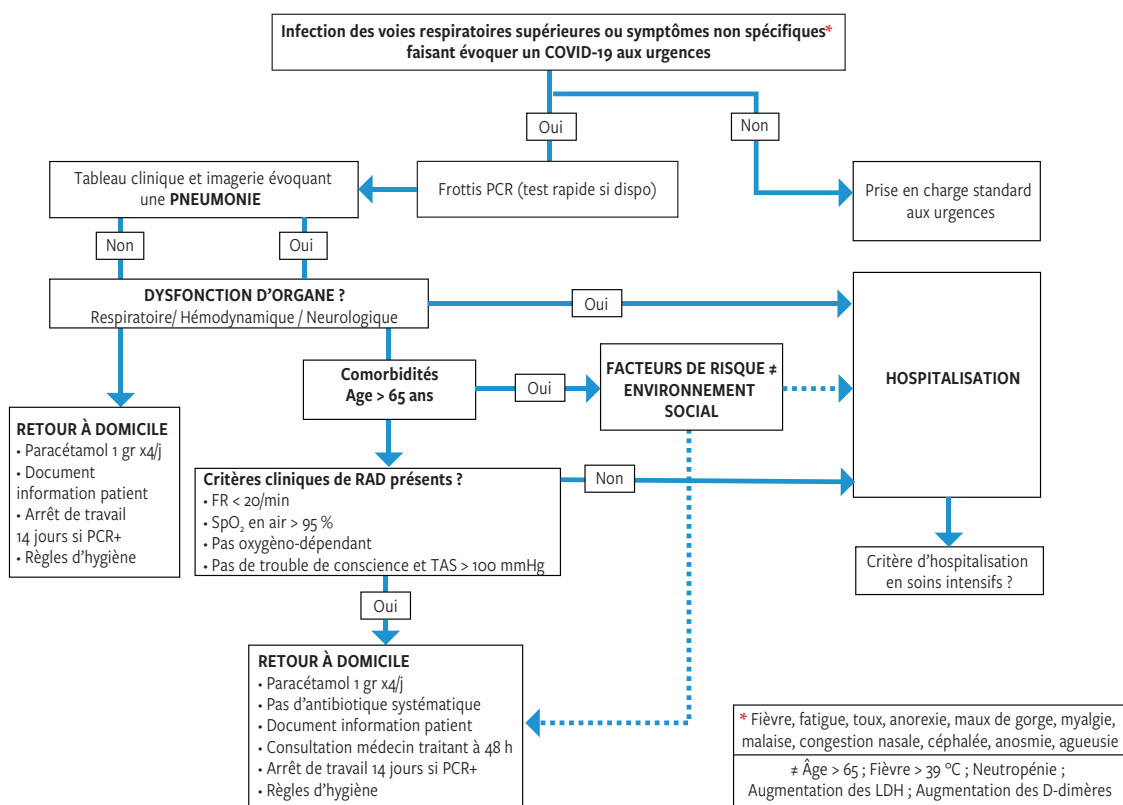 Infection des voies respiratoires supérieures ou symptômes non spécifiques*
faisant évoquer un COVID-19 aux urgences
Oui
Non
Tableau clinique et imagerie évoquant
une PNEUMONIE
Frottis PCR (test rapide si dispo)
Prise en charge standard
aux urgences
Non
Oui
DYSFONCTION D'ORGANE ?
Respiratoire/ Hémodynamique / Neurologique
Oui
HOSPITALISATION
Comorbidités
Age > 65 ans
Oui
FACTEURS DE RISQUE ≠
ENVIRONNEMENT
SOCIAL
RETOUR À DOMICILE
• Paracétamol 1 gr x4/j
• Document
information patient
• Arrêt de travail
14 jours si PCR+
• Règles d'hygiène
Critères cliniques de RAD présents ?
• FR < 20/min
• SpO₂ en air > 95 %
• Pas oxygèno-dépendant
• Pas de trouble de conscience et TAS > 100 mmHg
Non
Critère d'hospitalisation
en soins intensifs ?
Oui
RETOUR À DOMICILE
• Paracétamol 1 gr x4/j
• Pas d'antibiotique systématique
• Document information patient
• Consultation médecin traitant à 48 h
• Arrêt de travail 14 jours si PCR+
• Règles d'hygiène
* Fièvre, fatigue, toux, anorexie, maux de gorge, myalgie,
malaise, congestion nasale, céphalée, anosmie, agueusie
≠ Âge > 65 ; Fièvre > 39 °C ; Neutropénie ;
Augmentation des LDH ; Augmentation des D-dimères